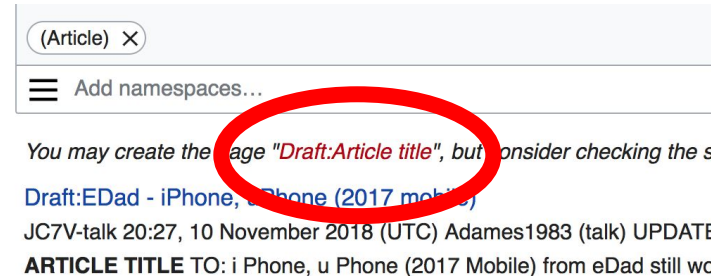 (Article) ×
Add namespaces…
You may create the page "Draft:Article title", but consider checking the s
Draft:EDad - iPhone, uPhone (2017 mobile)
JC7V-talk 20:27, 10 November 2018 (UTC) Adames1983 (talk) UPDATE
ARTICLE TITLE TO: i Phone, u Phone (2017 Mobile) from eDad still wo